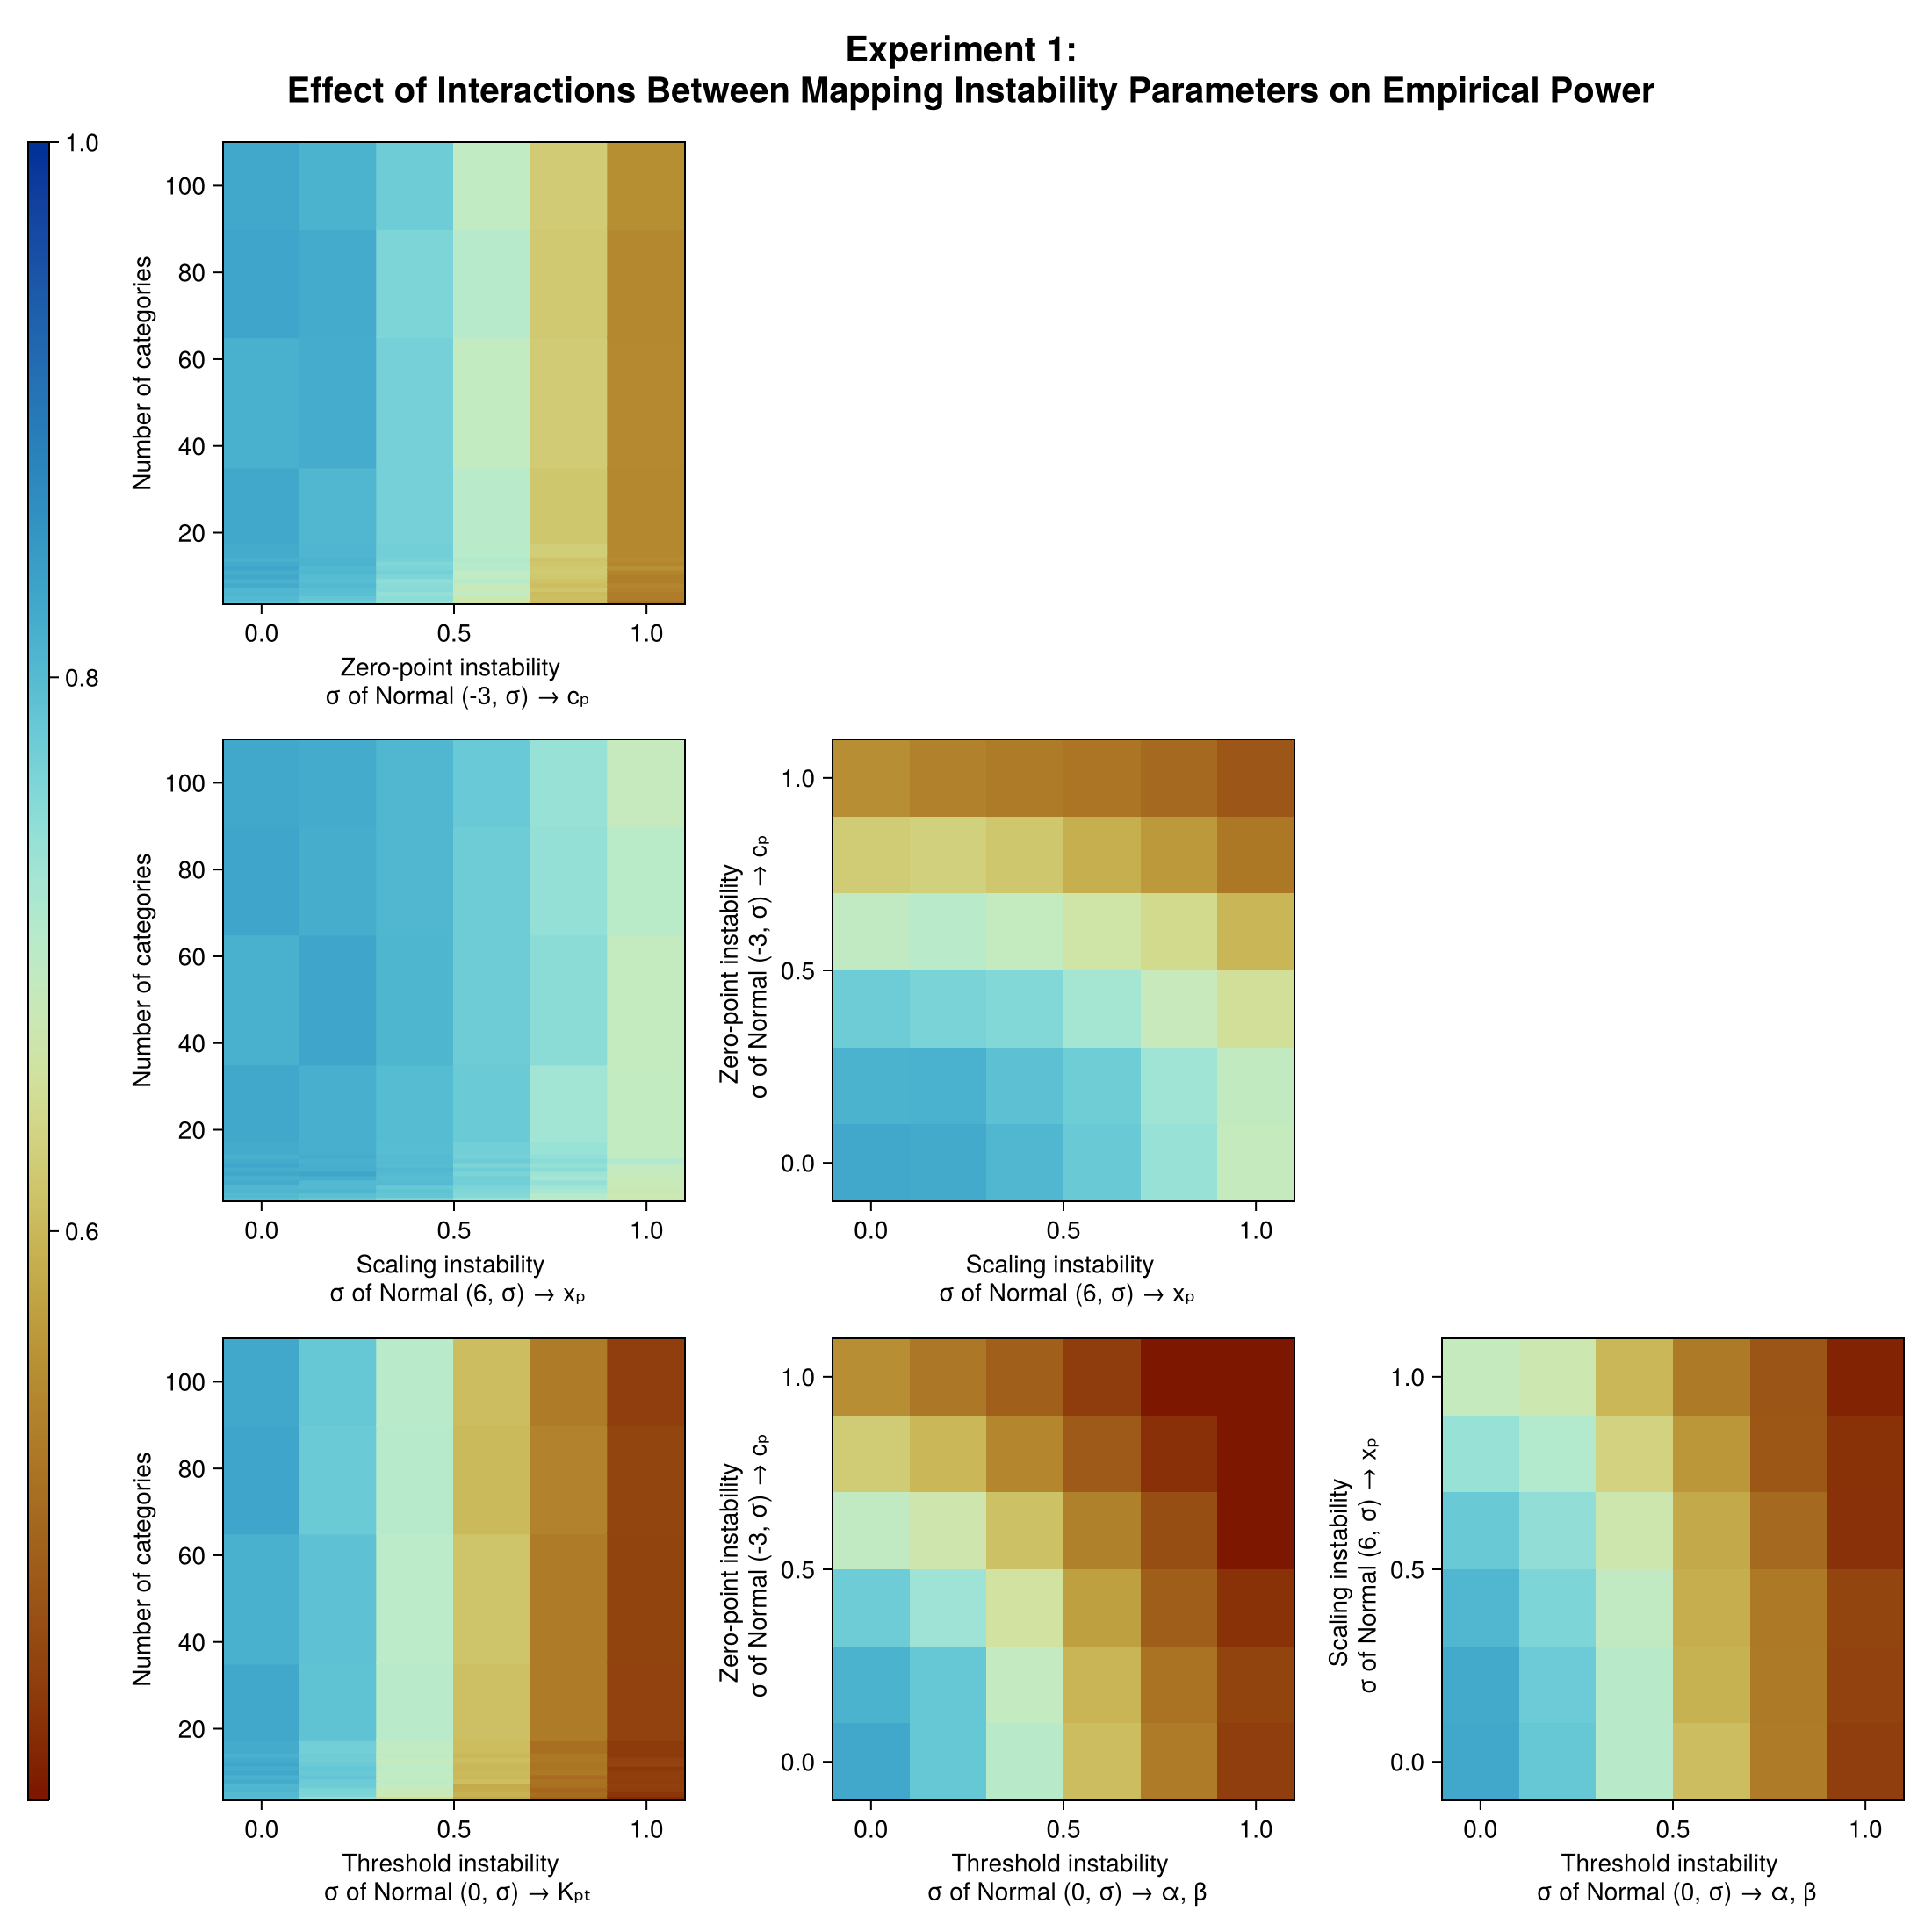 Experiment 1:
Effect of Interactions Between Mapping Instability Parameters on Empirical Power
1.0
0.8
0.6
Number of categories
100
80
60
40
20
0.0 0.5 1.0
Zero-point instability
σ of Normal (-3, σ) → cₚ
Number of categories
100
80
60
40
20
0.0 0.5 1.0
Scaling instability
σ of Normal (6, σ) → xₚ
Zero-point instability
σ of Normal (-3, σ) → cₚ
1.0
0.5
0.0
0.0 0.5 1.0
Scaling instability
σ of Normal (6, σ) → xₚ
Number of categories
100
80
60
40
20
0.0 0.5 1.0
Threshold instability
σ of Normal (0, σ) → Kₚₜ
Zero-point instability
σ of Normal (-3, σ) → cₚ
1.0
0.5
0.0
0.0 0.5 1.0
Threshold instability
σ of Normal (0, σ) → α, β
Scaling instability
σ of Normal (6, σ) → xₚ
1.0
0.5
0.0
0.0 0.5 1.0
Threshold instability
σ of Normal (0, σ) → α, β